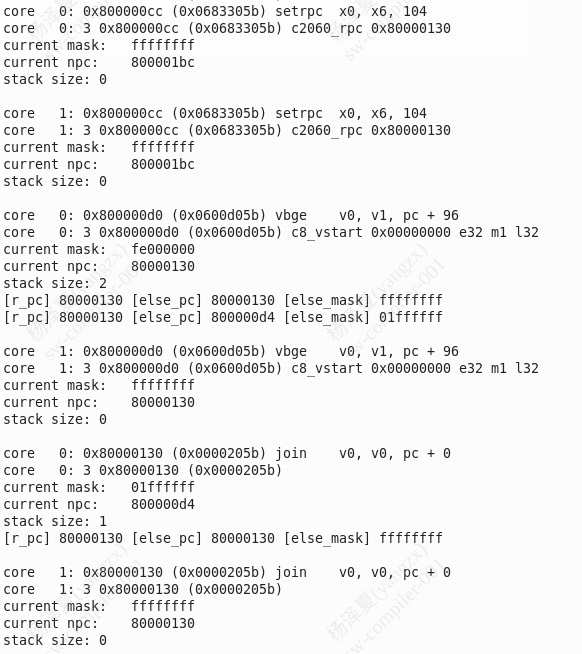 core   0: 0x800000cc (0x0683305b) setrpc  x0, x6, 104
core   0: 3 0x800000cc (0x0683305b) c2060_rpc 0x80000130
current mask:   ffffffff
current npc:    800001bc
stack size: 0
core   1: 0x800000cc (0x0683305b) setrpc  x0, x6, 104
core   1: 3 0x800000cc (0x0683305b) c2060_rpc 0x80000130
current mask:   ffffffff
current npc:    800001bc
stack size: 0
core   0: 0x800000d0 (0x0600d05b) vbge    v0, v1, pc + 96
core   0: 3 0x800000d0 (0x0600d05b) c8_vstart 0x00000000 e32 m1 l32
current mask:   fe000000
current npc:    80000130
stack size: 2
[r_pc] 80000130 [else_pc] 80000130 [else_mask] ffffffff
[r_pc] 80000130 [else_pc] 800000d4 [else_mask] 01ffffff
core   1: 0x800000d0 (0x0600d05b) vbge    v0, v1, pc + 96
core   1: 3 0x800000d0 (0x0600d05b) c8_vstart 0x00000000 e32 m1 l32
current mask:   ffffffff
current npc:    80000130
stack size: 0
core   0: 0x80000130 (0x0000205b) join    v0, v0, pc + 0
core   0: 3 0x80000130 (0x0000205b)
current mask:   01ffffff
current npc:    800000d4
stack size: 1
[r_pc] 80000130 [else_pc] 80000130 [else_mask] ffffffff
core   1: 0x80000130 (0x0000205b) join    v0, v0, pc + 0
core   1: 3 0x80000130 (0x0000205b)
current mask:   ffffffff
current npc:    80000130
stack size: 0
杨泽夏(yangzx)
sw-compiler-001